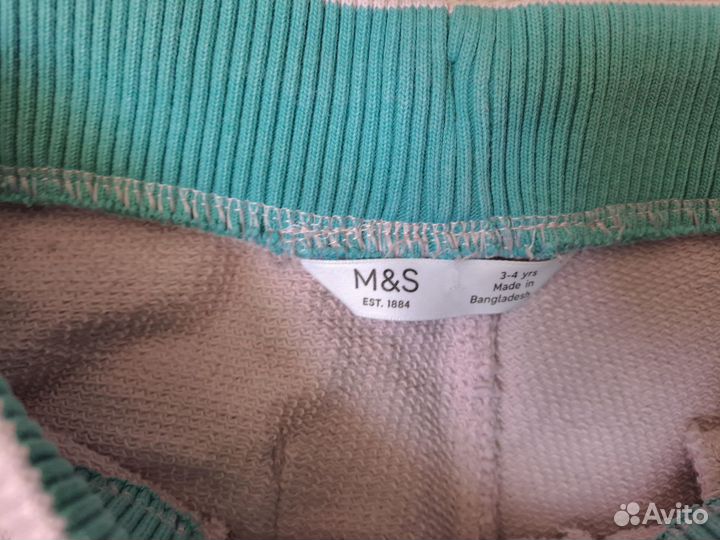 M&S
EST. 1884
3-4 yrs
Made in
Bangladesh
Avito